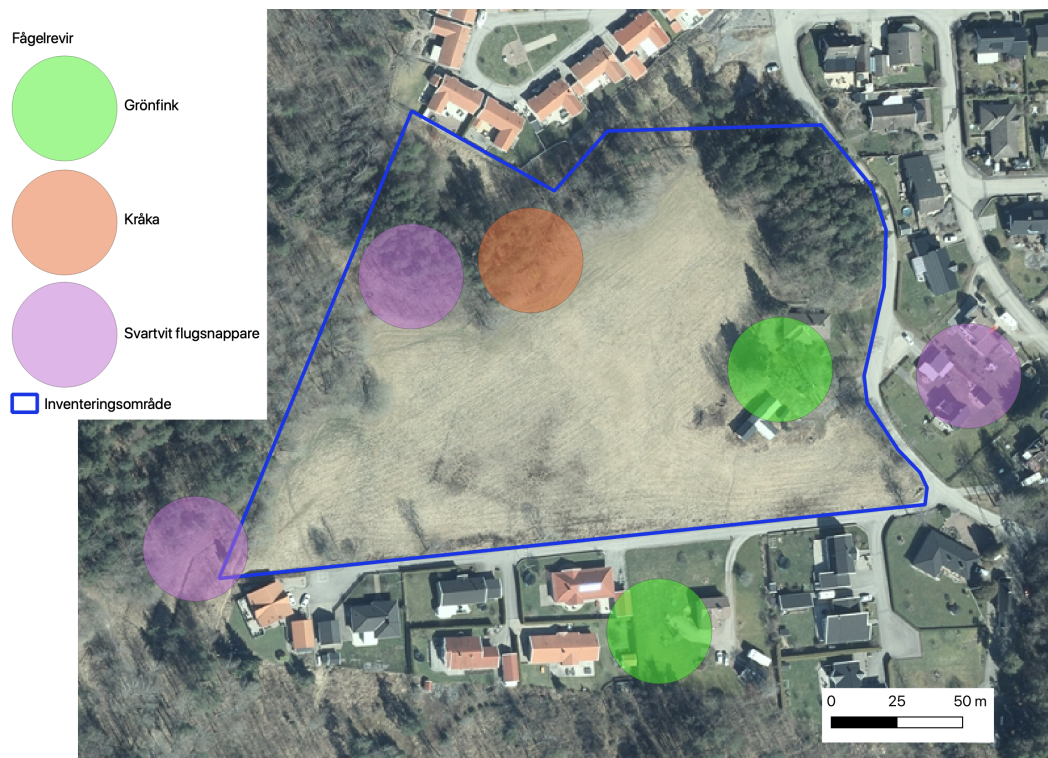 Fågelrevir
Grönfink
Kråka
Svartvit flugsnappare
Inventeringsområde
0 25 50 m